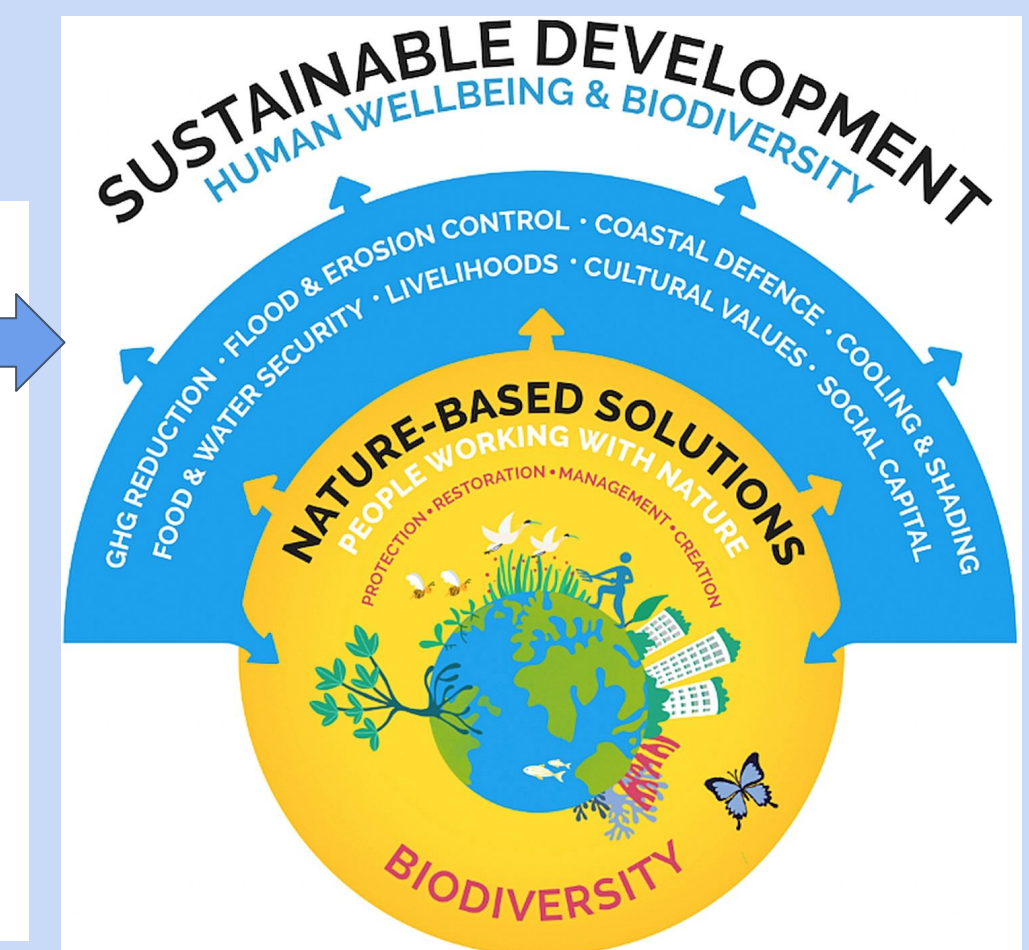 SUSTAINABLE DEVELOPMENT
HUMAN WELLBEING & BIODIVERSITY
GHG REDUCTION · FLOOD & EROSION CONTROL · COASTAL DEFENCE · COOLING & SHADING
FOOD & WATER SECURITY · LIVELIHOODS · CULTURAL VALUES · SOCIAL CAPITAL
NATURE-BASED SOLUTIONS
PEOPLE WORKING WITH NATURE
PROTECTION • RESTORATION • MANAGEMENT • CREATION
BIODIVERSITY